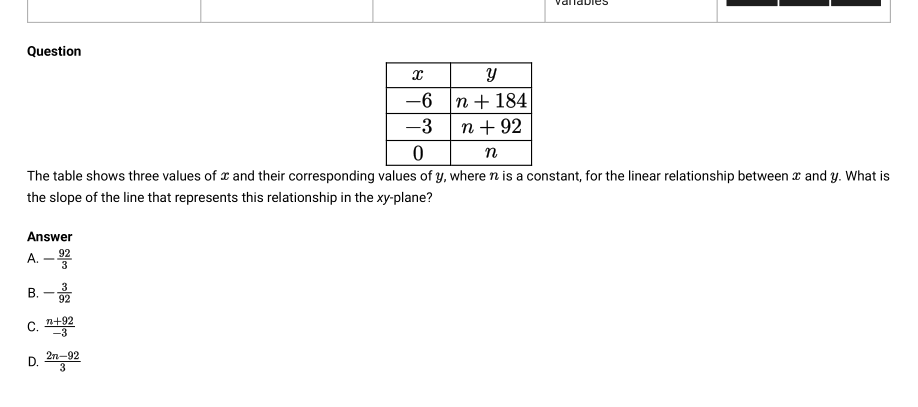 variables
Question
x y
−6 n + 184
−3 n + 92
0 n
The table shows three values of x and their corresponding values of y, where n is a constant, for the linear relationship between x and y. What is
the slope of the line that represents this relationship in the xy-plane?
Answer
A. −92/3
B. −3/92
C. n+92/−3
D. 2n−92/3